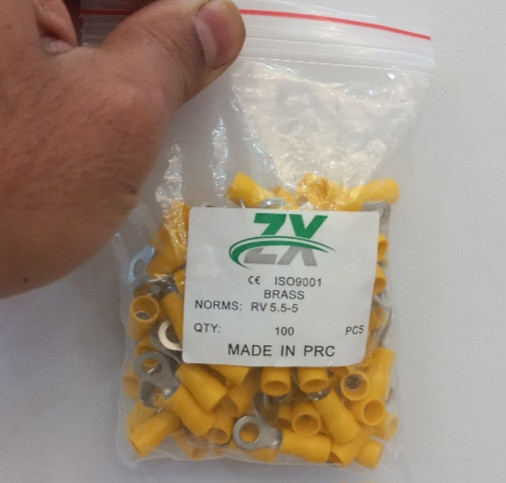 ZX
CE ISO9001
BRASS
NORMS: RV 5.5-5
QTY: 100 PCS
MADE IN PRC